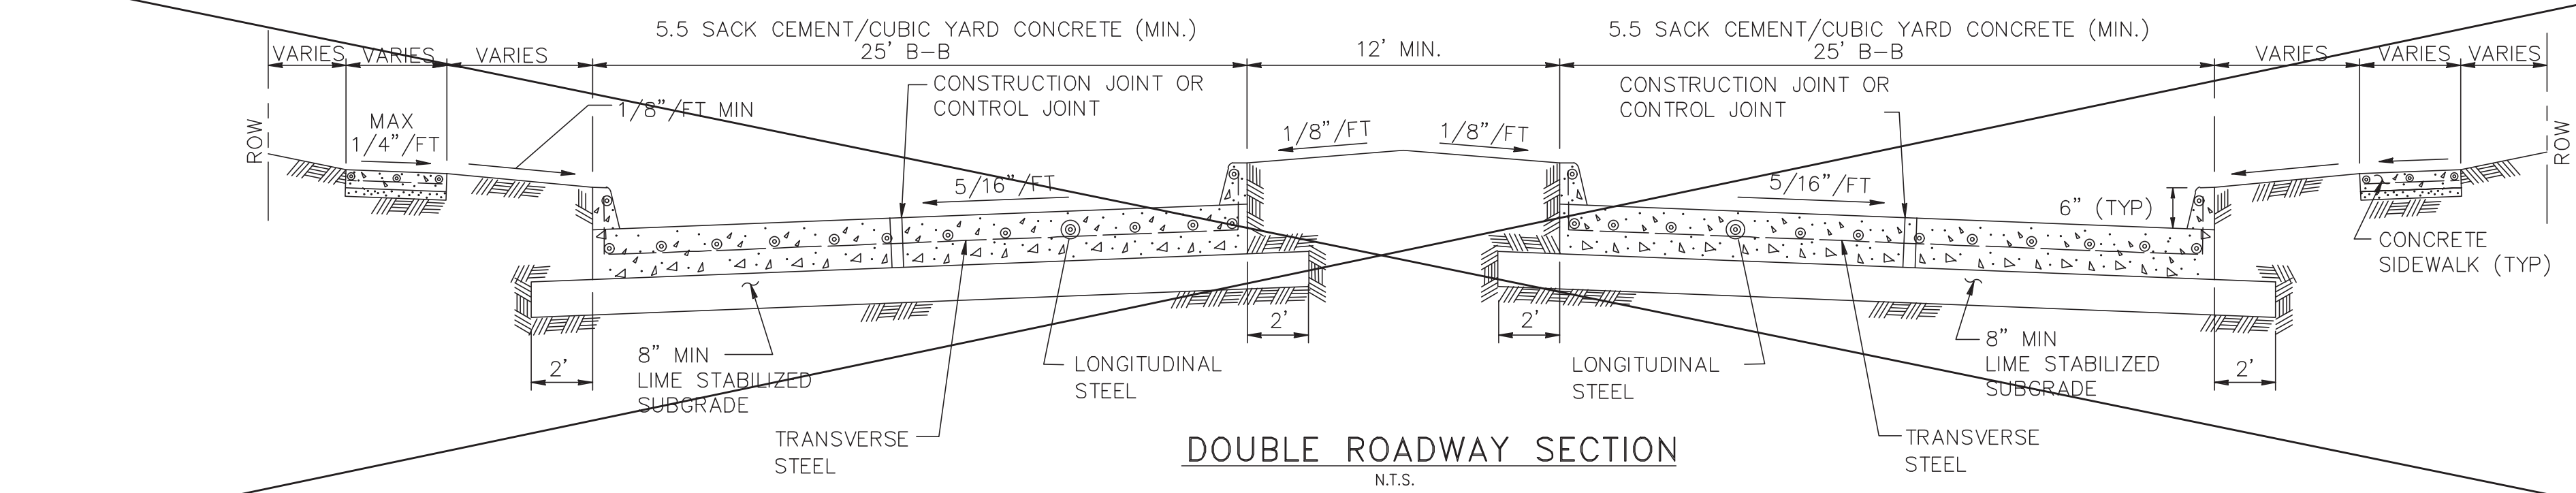 5.5 SACK CEMENT/CUBIC YARD CONCRETE (MIN.)
25' B-B
12' MIN.
5.5 SACK CEMENT/CUBIC YARD CONCRETE (MIN.)
25' B-B
VARIES
VARIES
VARIES
VARIES
VARIES
VARIES
CONSTRUCTION JOINT OR
CONTROL JOINT
CONSTRUCTION JOINT OR
CONTROL JOINT
1/8"/FT MIN
MAX
1/4"/FT
ROW
1/8"/FT
1/8"/FT
ROW
5/16"/FT
5/16"/FT
6" (TYP)
CONCRETE
SIDEWALK (TYP)
2'
2'
2'
2'
8" MIN
LIME STABILIZED
SUBGRADE
LONGITUDINAL
STEEL
LONGITUDINAL
STEEL
8" MIN
LIME STABILIZED
SUBGRADE
TRANSVERSE
STEEL
TRANSVERSE
STEEL
DOUBLE ROADWAY SECTION
N.T.S.